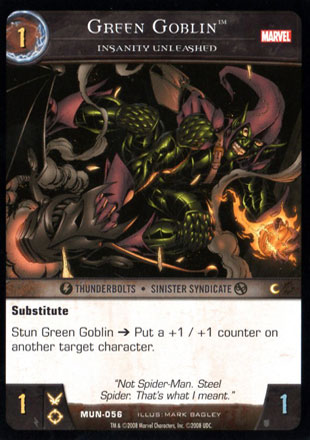 1
GREEN GOBLIN™
INSANITY UNLEASHED
MARVEL
THUNDERBOLTS • SINISTER SYNDICATE
Substitute
Stun Green Goblin ➔ Put a +1 / +1 counter on
another target character.
"Not Spider-Man. Steel
Spider. That's what I meant."
1
MUN-056
ILLUS: MARK BAGLEY
1
TM & ©2008 Marvel Characters, Inc. ©2008 UDC.